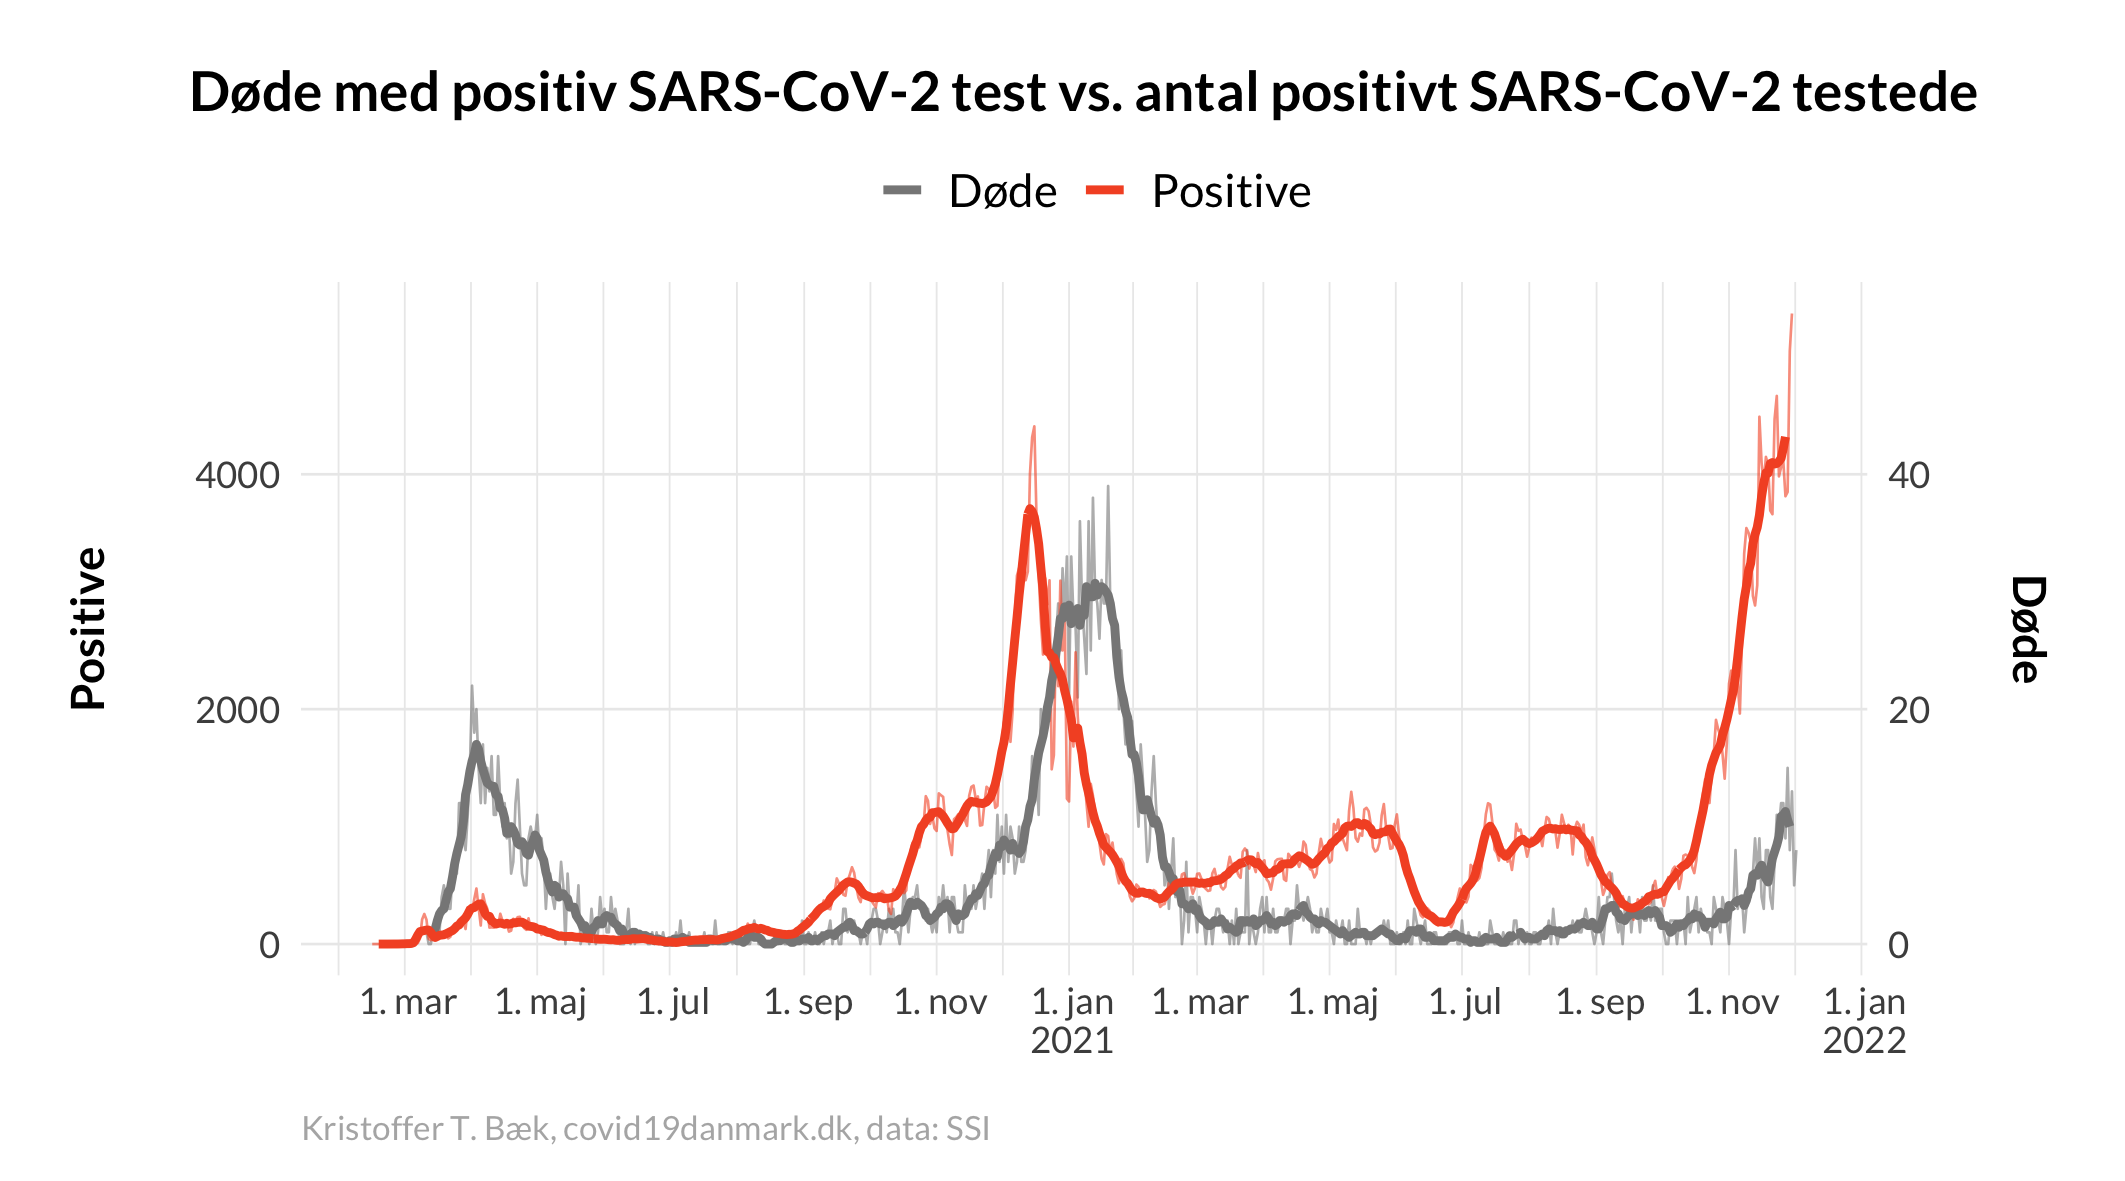 Døde med positiv SARS-CoV-2 test vs. antal positivt SARS-CoV-2 testede
Døde Positive
4000 40
2000 20
0 0
Positive
Døde
1. mar 1. maj 1. jul 1. sep 1. nov 1. jan 1. mar 1. maj 1. jul 1. sep 1. nov 1. jan
2021 2022
Kristoffer T. Bæk, covid19danmark.dk, data: SSI